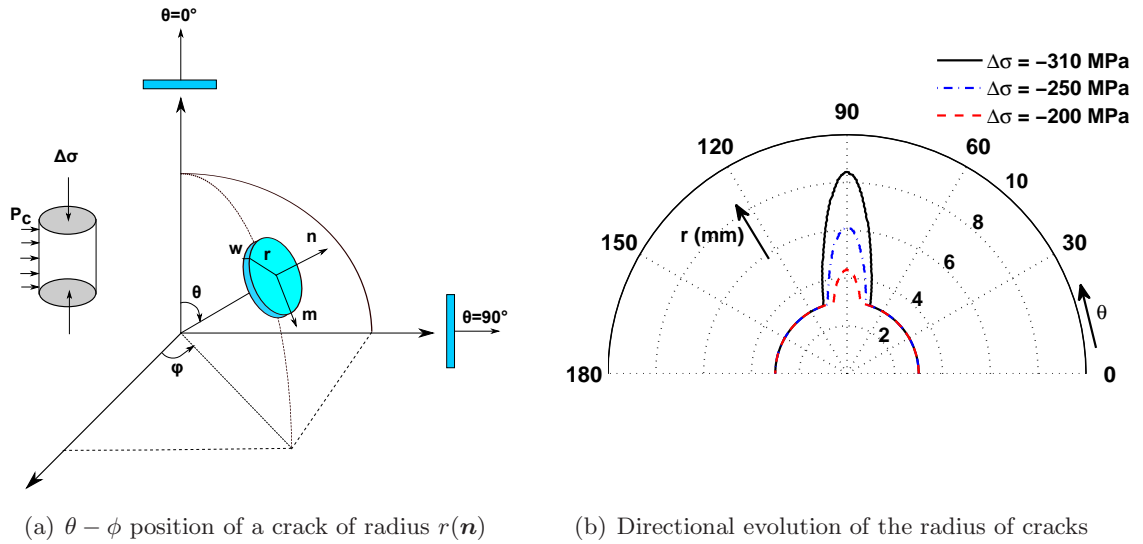 θ=0°
Δσ
P_C
w
r
n
m
θ
θ=90°
φ
Δσ = −310 MPa
Δσ = −250 MPa
Δσ = −200 MPa
90
120
60
10
150
r (mm)
8
30
6
4
θ
2
180
0
(a) θ − ϕ position of a crack of radius r(n)
(b) Directional evolution of the radius of cracks